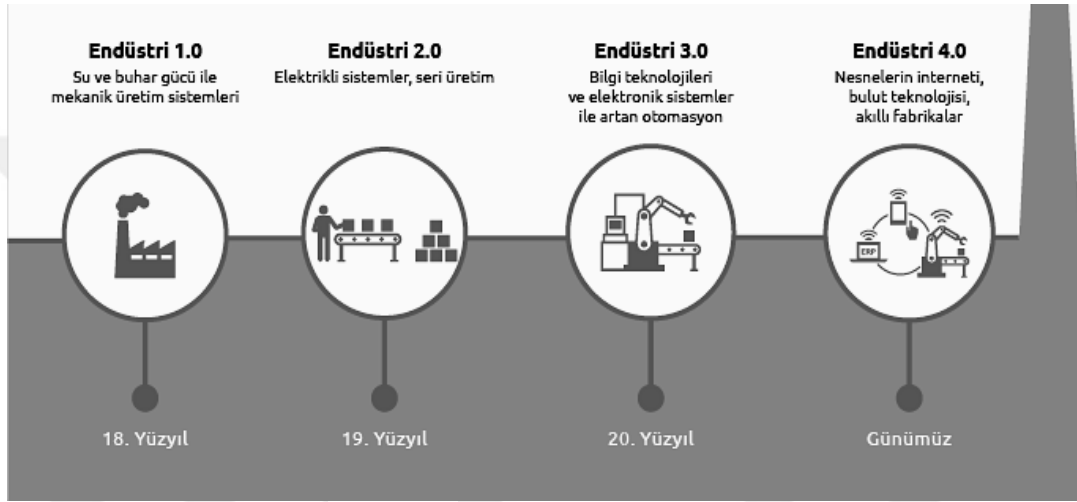 Endüstri 1.0
Su ve buhar gücü ile
mekanik üretim sistemleri
Endüstri 2.0
Elektrikli sistemler, seri üretim
Endüstri 3.0
Bilgi teknolojileri
ve elektronik sistemler
ile artan otomasyon
Endüstri 4.0
Nesnelerin interneti,
bulut teknolojisi,
akıllı fabrikalar
ERP
18. Yüzyıl
19. Yüzyıl
20. Yüzyıl
Günümüz